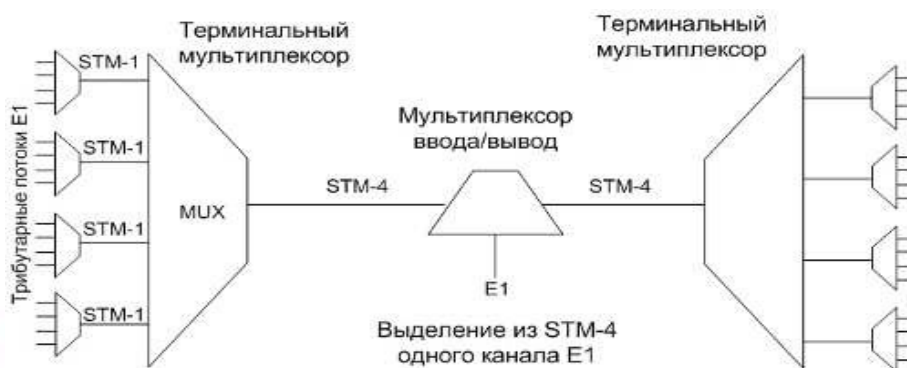 Терминальный
мультиплексор
Терминальный
мультиплексор
Трибутарные потоки E1
STM-1
STM-1
STM-1
STM-1
MUX
STM-4
Мультиплексор
ввода/вывод
STM-4
E1
Выделение из STM-4
одного канала E1